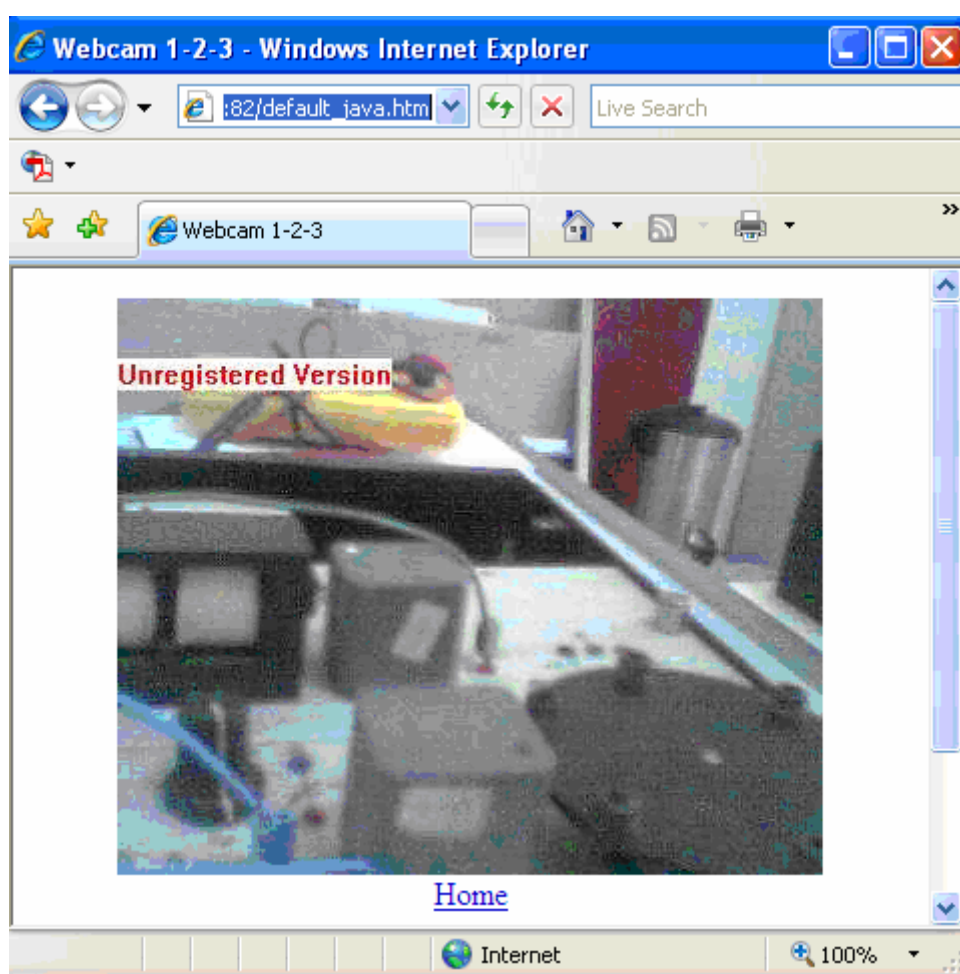 Webcam 1-2-3 - Windows Internet Explorer
:82/default_java.htm
Live Search
Webcam 1-2-3
»
Unregistered Version
Home
Internet
100%